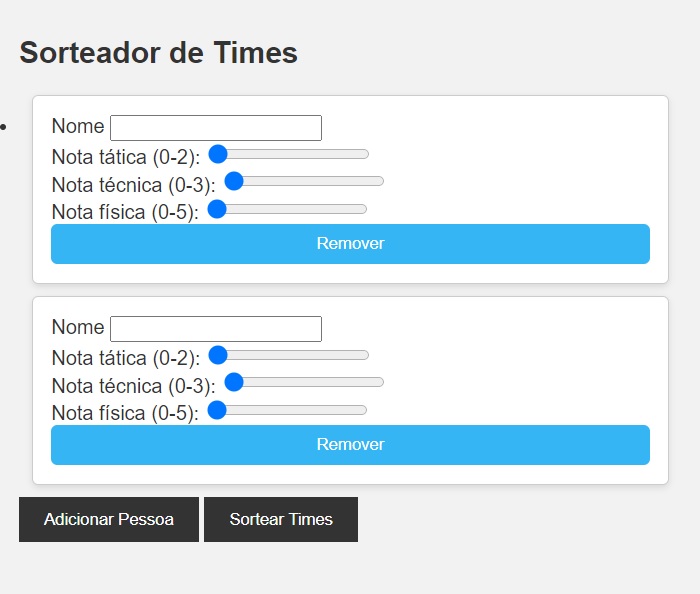 Sorteador de Times
Nome
Nota tática (0-2):
Nota técnica (0-3):
Nota física (0-5):
Remover
Nome
Nota tática (0-2):
Nota técnica (0-3):
Nota física (0-5):
Remover
Adicionar Pessoa Sortear Times